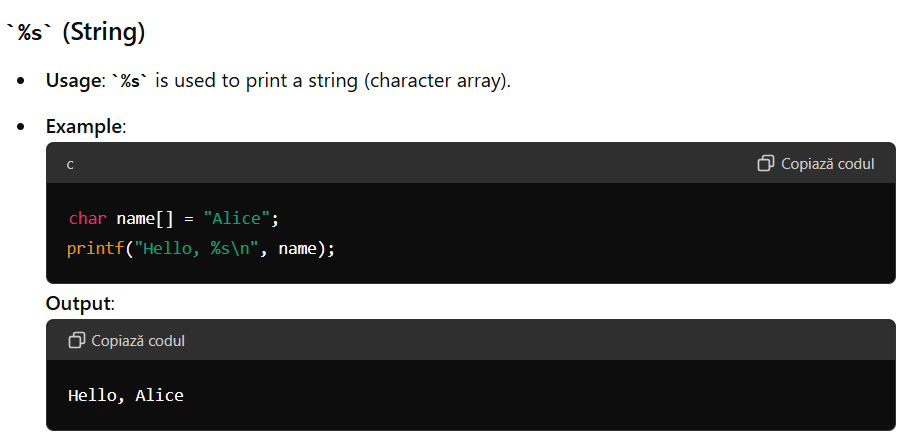 `%s` (String)
Usage: `%s` is used to print a string (character array).
Example:
c Copiază codul
char name[] = "Alice";
printf("Hello, %s\n", name);
Output:
Copiază codul
Hello, Alice